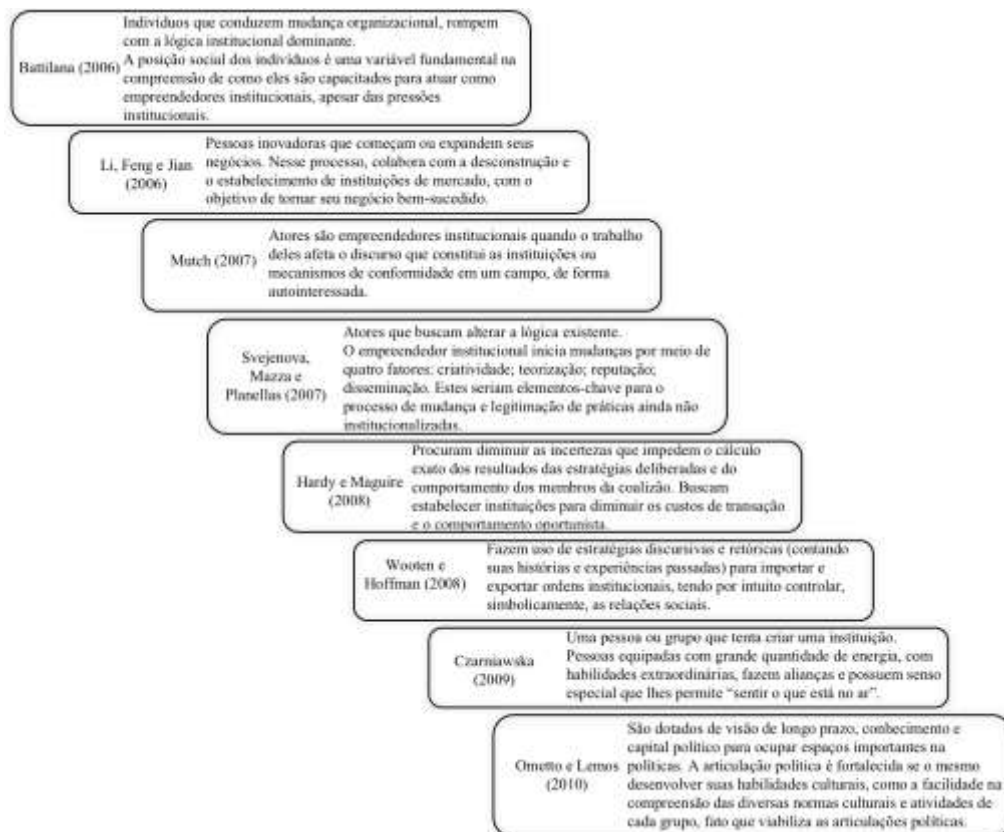 Battilana (2006)
Indivíduos que conduzem mudança organizacional, rompem
com a lógica institucional dominante.
A posição social dos indivíduos é uma variável fundamental na
compreensão de como eles são capacitados para atuar como
empreendedores institucionais, apesar das pressões
institucionais.
Li, Feng e Jian
(2006)
Pessoas inovadoras que começam ou expandem seus
negócios. Nesse processo, colabora com a desconstrução e
o estabelecimento de instituições de mercado, com o
objetivo de tornar seu negócio bem-sucedido.
Mutch (2007)
Atores são empreendedores institucionais quando o trabalho
deles afeta o discurso que constitui as instituições ou
mecanismos de conformidade em um campo, de forma
autointeressada.
Svejenova,
Mazza e
Planellas (2007)
Atores que buscam alterar a lógica existente.
O empreendedor institucional inicia mudanças por meio de
quatro fatores: criatividade; teorização; reputação;
disseminação. Estes seriam elementos-chave para o
processo de mudança e legitimação de práticas ainda não
institucionalizadas.
Hardy e Maguire
(2008)
Procuram diminuir as incertezas que impedem o cálculo
exato dos resultados das estratégias deliberadas e do
comportamento dos membros da coalizão. Buscam
estabelecer instituições para diminuir os custos de transação
e o comportamento oportunista.
Wooten e
Hoffman (2008)
Fazem uso de estratégias discursivas e retóricas (contando
suas histórias e experiências passadas) para importar e
exportar ordens institucionais, tendo por intuito controlar,
simbolicamente, as relações sociais.
Czarniawska
(2009)
Uma pessoa ou grupo que tenta criar uma instituição.
Pessoas equipadas com grande quantidade de energia, com
habilidades extraordinárias, fazem alianças e possuem senso
especial que lhes permite “sentir o que está no ar”.
Ometto e Lemos
(2010)
São dotados de visão de longo prazo, conhecimento e
capital político para ocupar espaços importantes na
políticas. A articulação política é fortalecida se o mesmo
desenvolver suas habilidades culturais, como a facilidade na
compreensão das diversas normas culturais e atividades de
cada grupo, fato que viabiliza as articulações políticas.